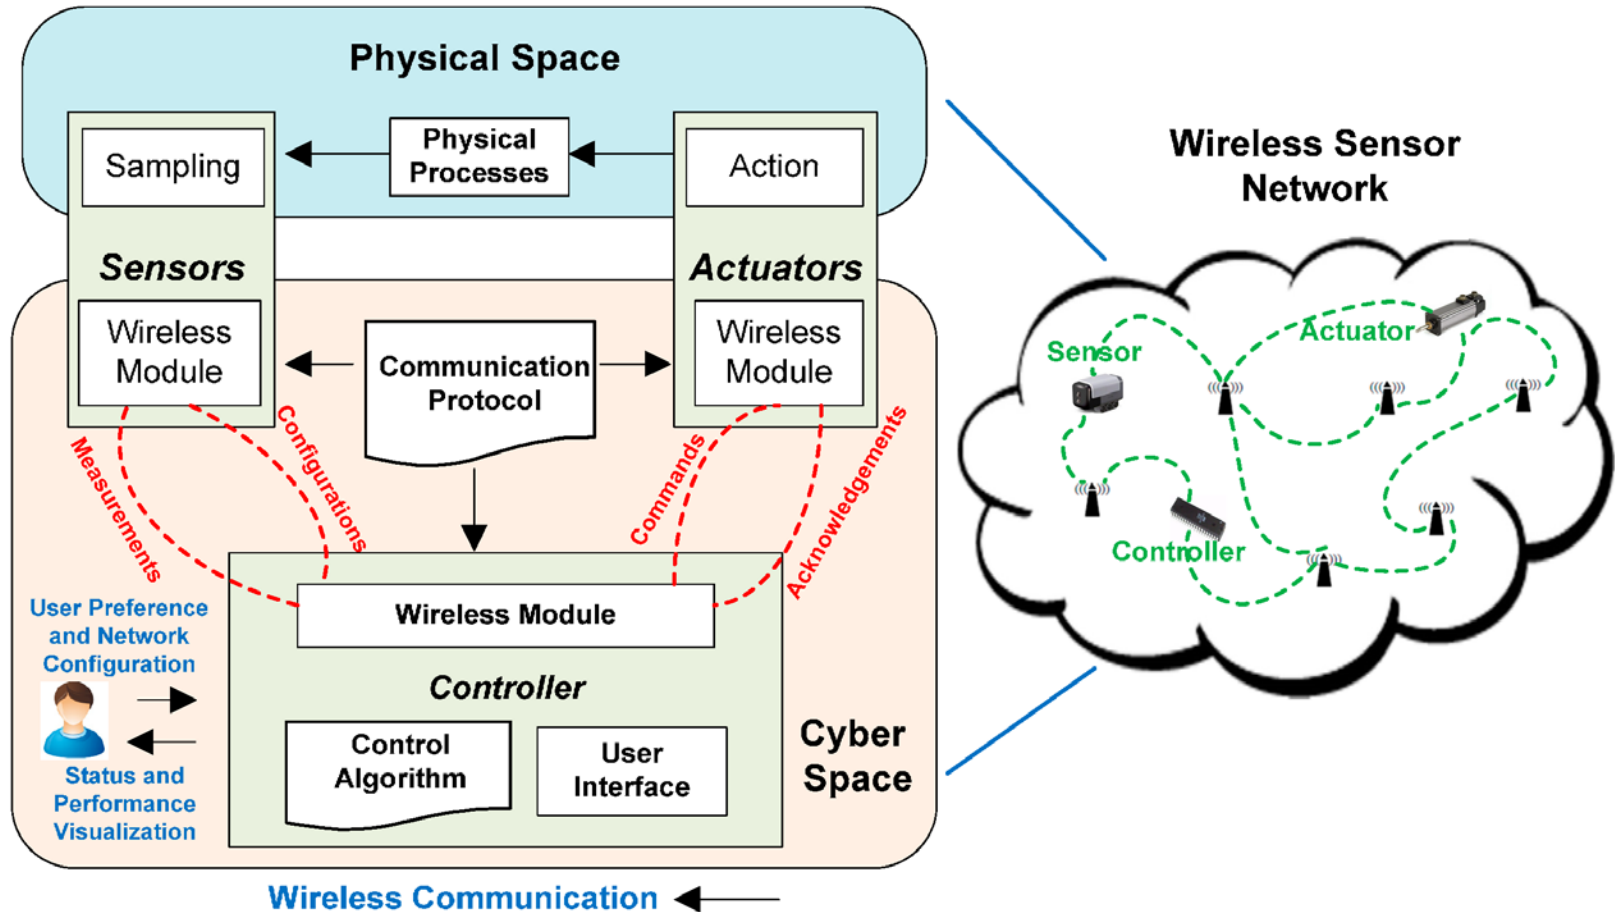 Physical Space
Sampling
Physical
Processes
Action
Sensors
Actuators
Wireless
Module
Communication
Protocol
Wireless
Module
Measurements
Configurations
Commands
Acknowledgements
User Preference
and Network
Configuration
Wireless Module
Controller
Status and
Performance
Visualization
Control
Algorithm
User
Interface
Cyber
Space
Wireless Communication
Wireless Sensor
Network
Sensor
Actuator
Controller